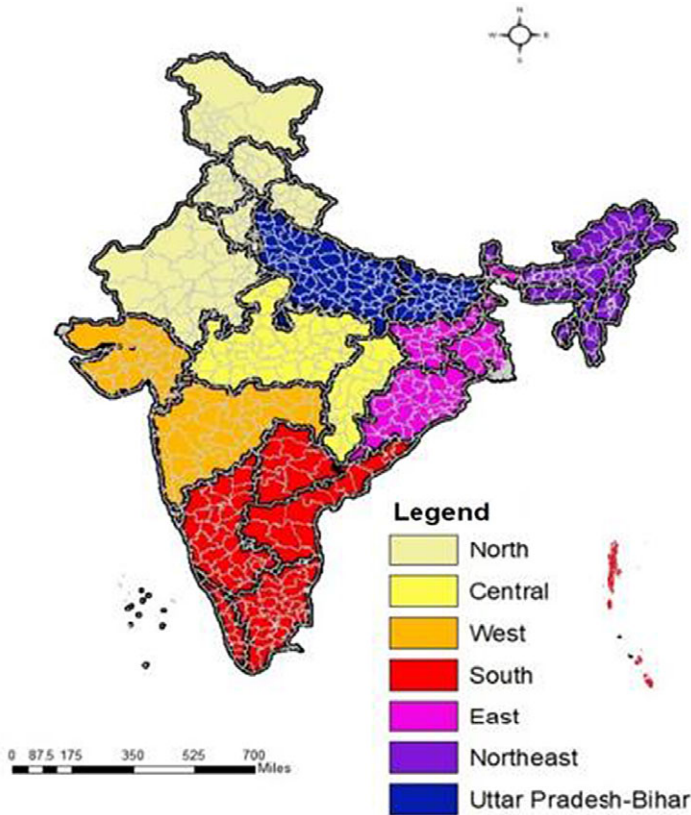 N
W
E
S
Legend
North
Central
West
South
East
Northeast
Uttar Pradesh-Bihar
0 87.5 175 350 525 700
Miles